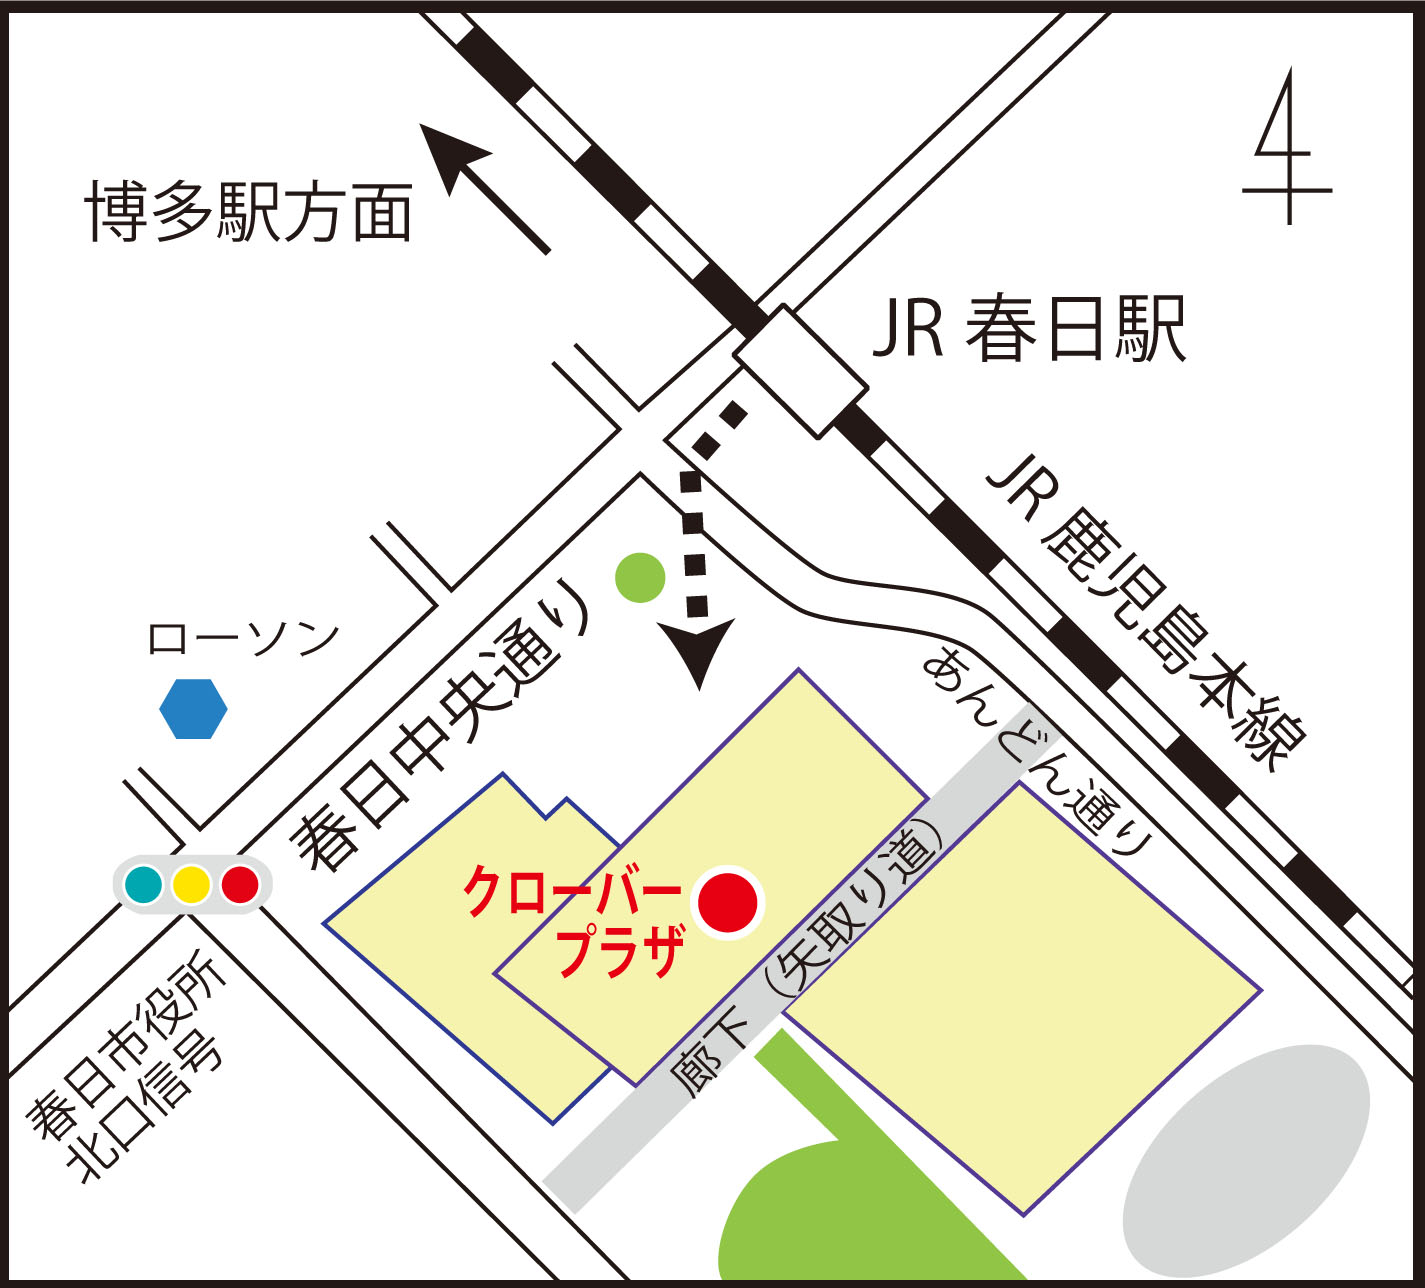 博多駅方面
JR 春日駅
JR 鹿児島本線
ローソン
春日中央通り
あんどん通り
クローバー
プラザ
廊下（矢取り道）
春日市役所
北口信号